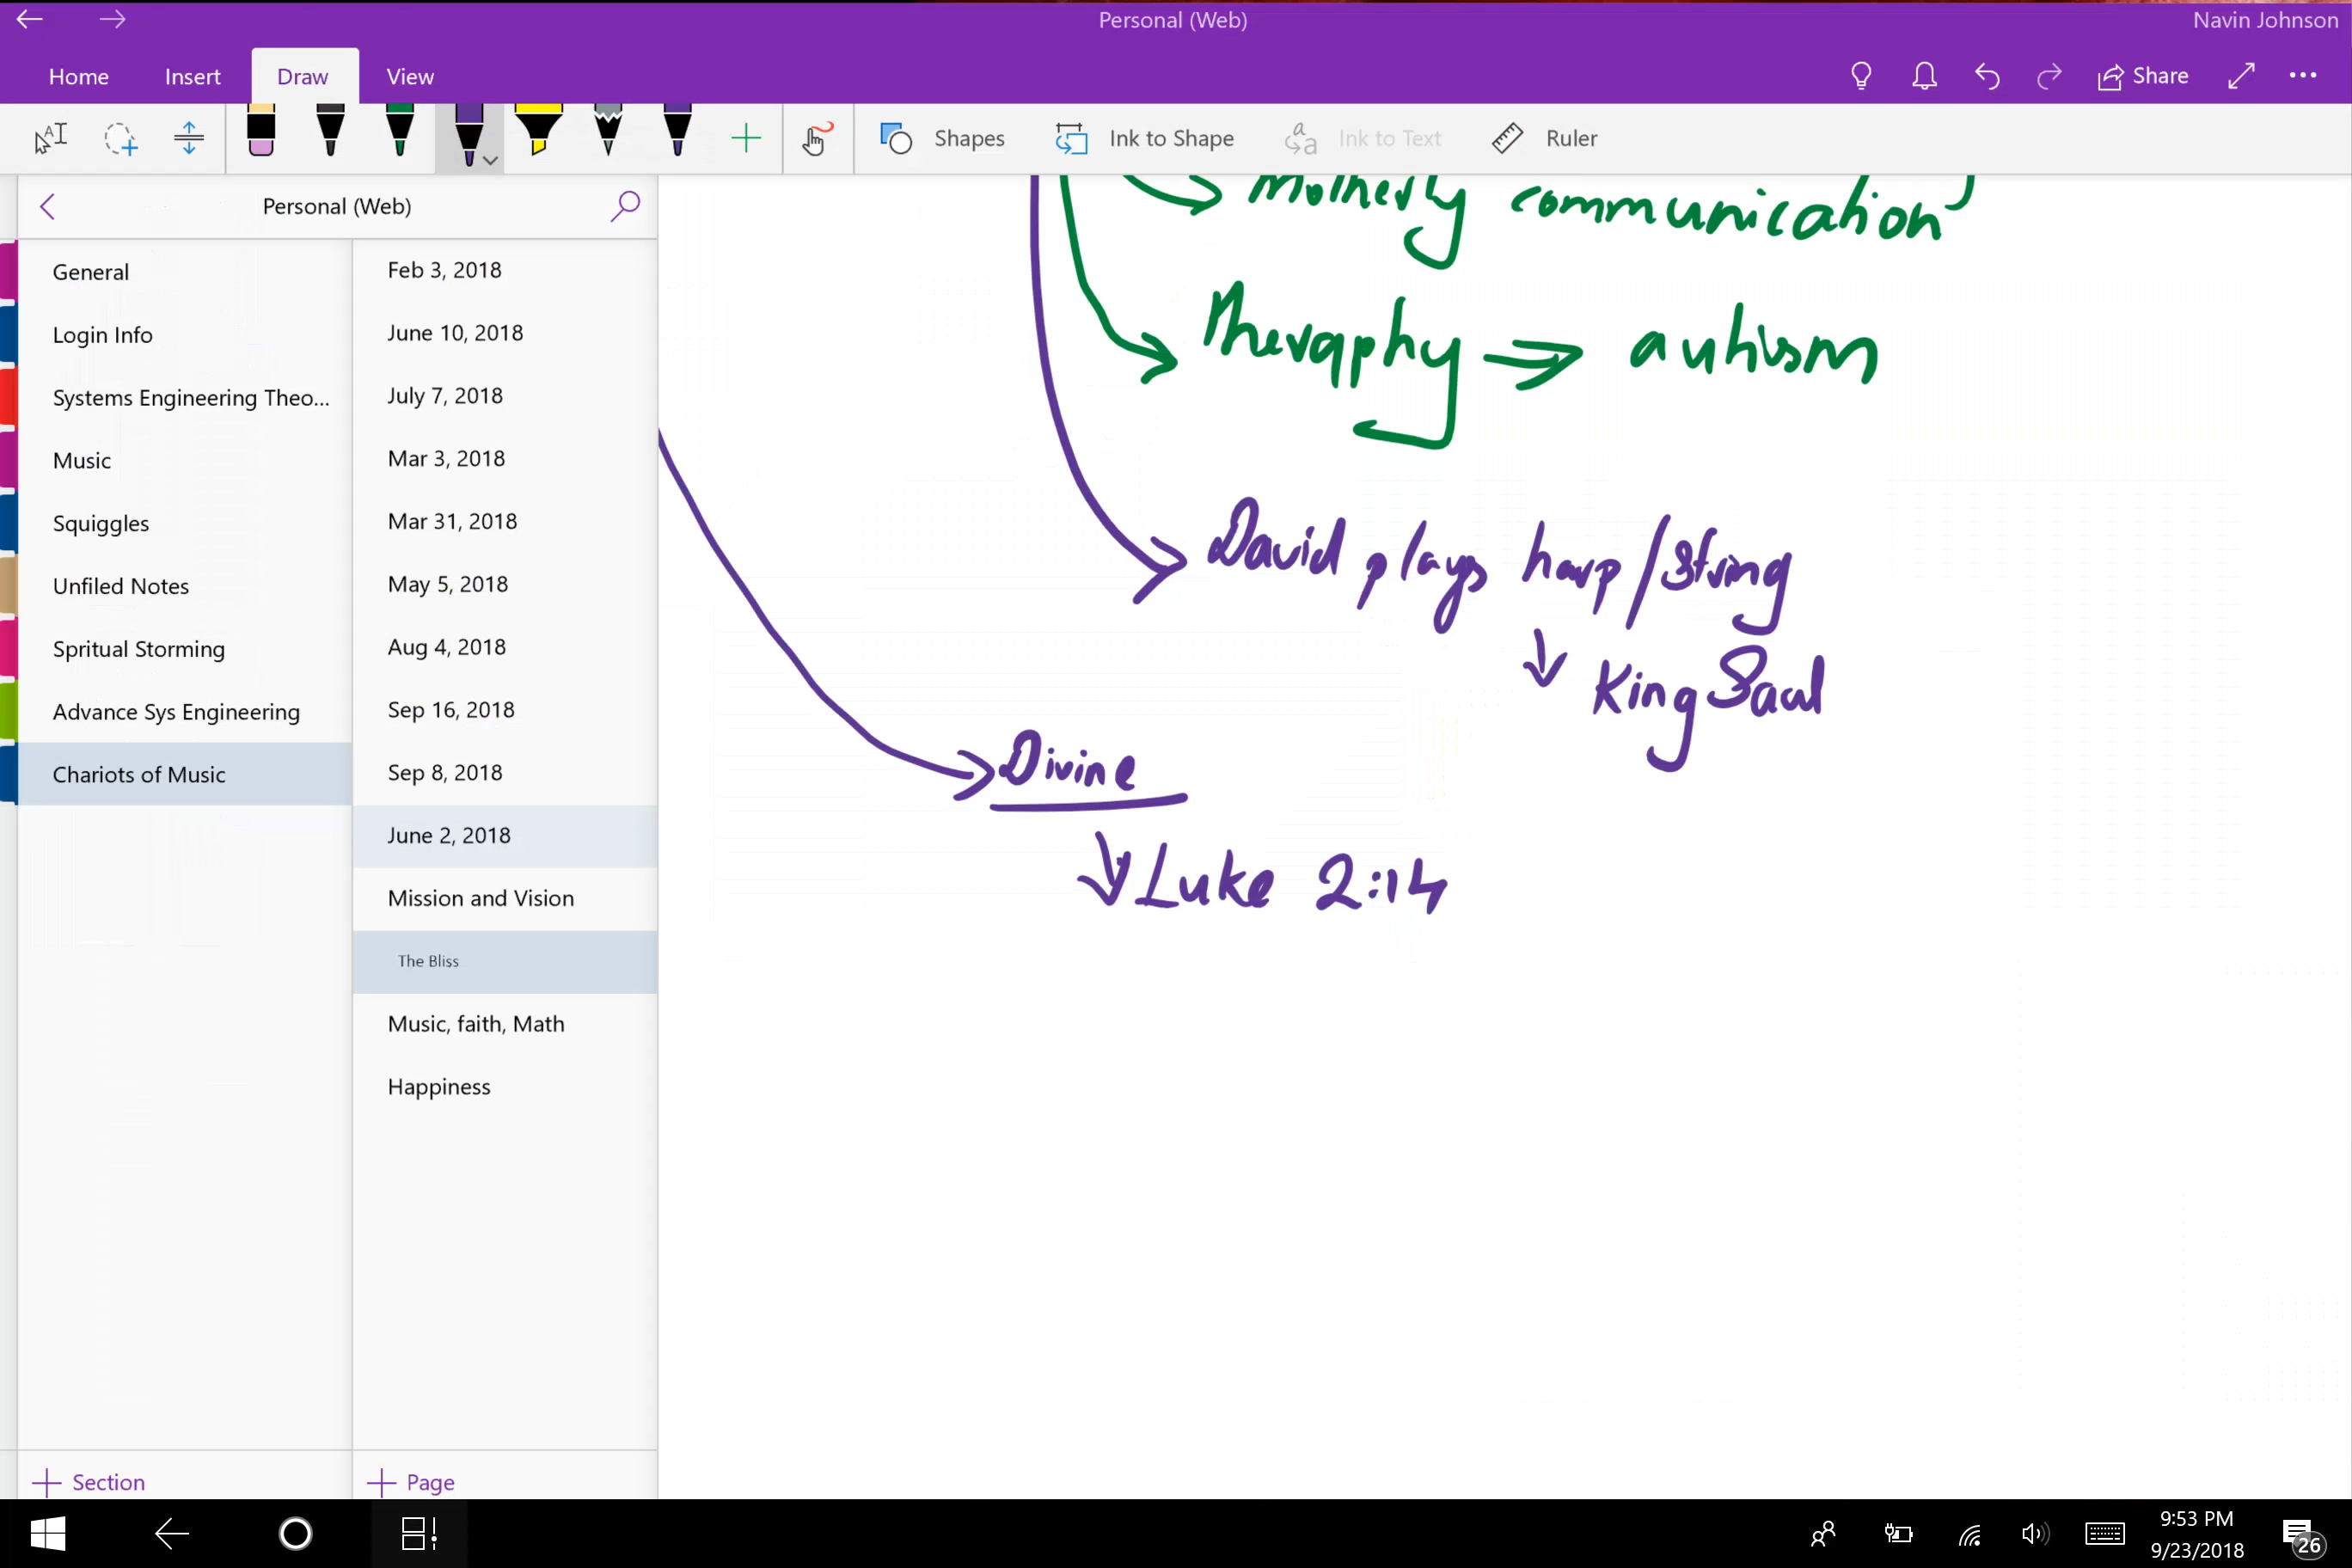 Personal (Web)
Navin Johnson
Home Insert Draw View
Share
Shapes Ink to Shape Ink to Text Ruler
Personal (Web)
General
Login Info
Systems Engineering Theo...
Music
Squiggles
Unfiled Notes
Spritual Storming
Advance Sys Engineering
Chariots of Music
Section
Feb 3, 2018
June 10, 2018
July 7, 2018
Mar 3, 2018
Mar 31, 2018
May 5, 2018
Aug 4, 2018
Sep 16, 2018
Sep 8, 2018
June 2, 2018
Mission and Vision
The Bliss
Music, faith, Math
Happiness
Page
Motherly communication
theraphy → autism
David plays harp/string
↓ King Saul
Divine
↓ Luke 2:14
9:53 PM
9/23/2018
26